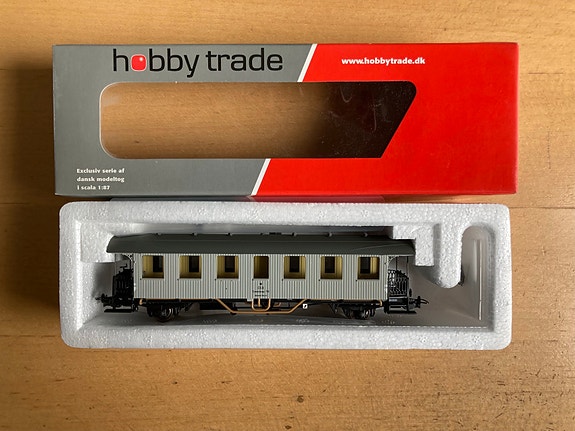 hobby trade
www.hobbytrade.dk
Exclusiv serie af
dansk modeltog
i scala 1:87